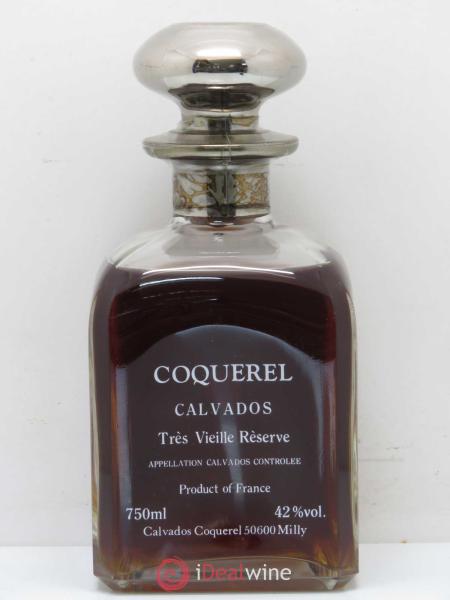 COQUEREL
CALVADOS
Très Vieille Rèserve
APPELLATION CALVADOS CONTROLEE
Product of France
750ml 42%vol.
Calvados Coquerel 50600 Milly
iDealwine